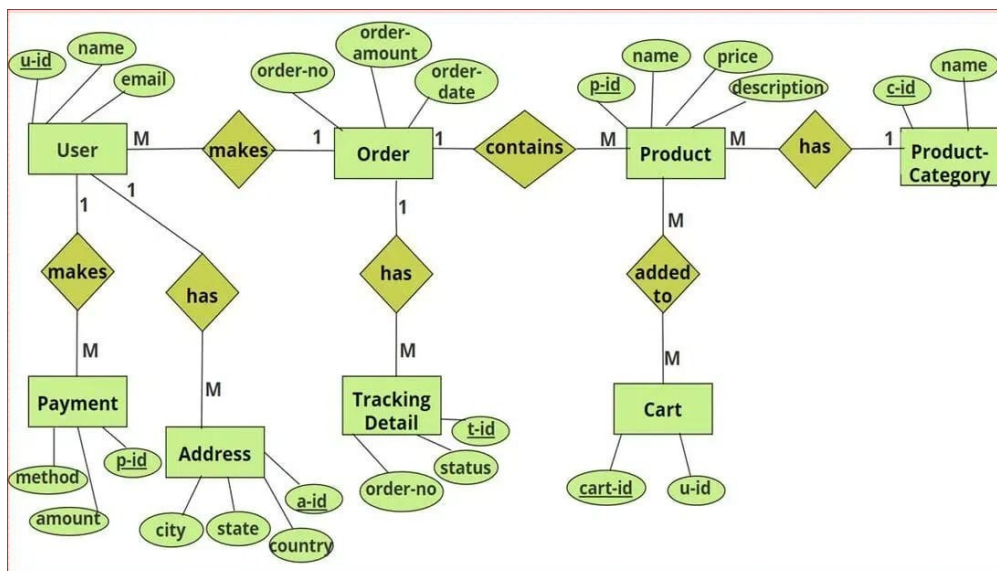 u-id
name
email
User
M
makes
1
order-no
order-
amount
order-
date
Order
1
contains
M
p-id
name
price
description
Product
M
has
1
c-id
name
Product-
Category
1
makes
M
Payment
method
amount
p-id
1
has
M
Address
city
state
country
a-id
1
has
M
Tracking
Detail
t-id
status
order-no
M
added
to
M
Cart
cart-id
u-id